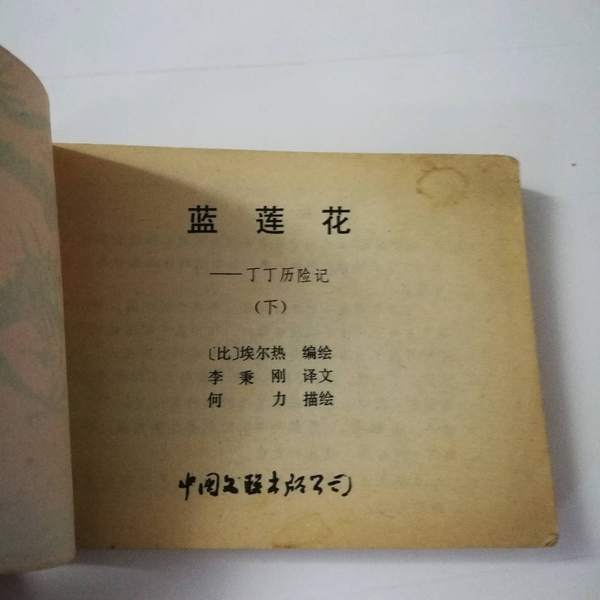 蓝莲花
——丁丁历险记
（下）
〔比〕埃尔热 编绘
李秉刚 译文
何力 描绘
中国文联出版公司